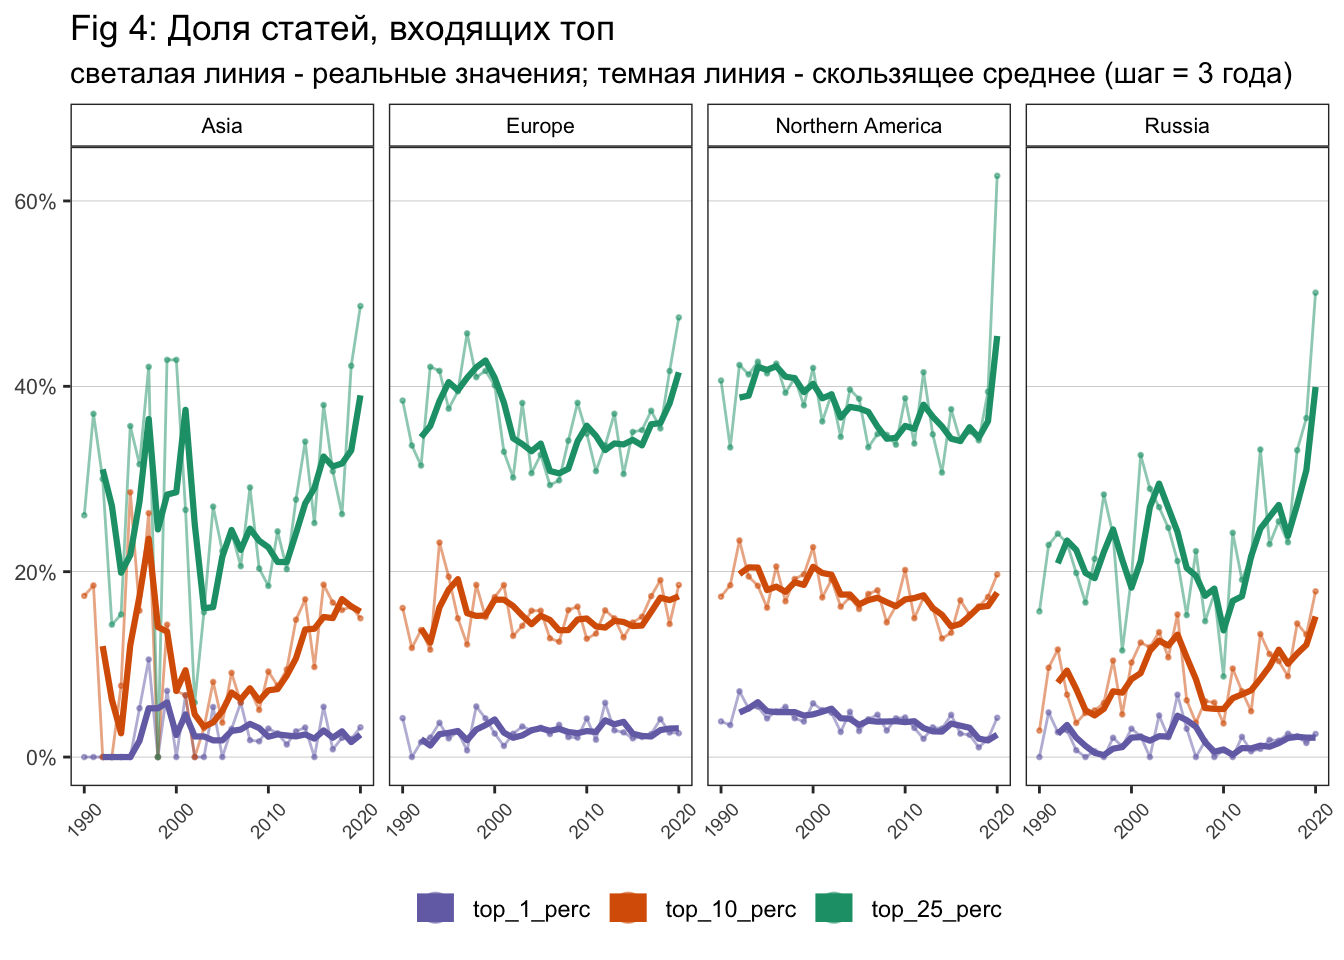 Fig 4: Доля статей, входящих топ
светалая линия - реальные значения; темная линия - скользящее среднее (шаг = 3 года)
Asia Europe Northern America Russia
60%
40%
20%
0%
1990 2000 2010 2020 1990 2000 2010 2020 1990 2000 2010 2020 1990 2000 2010 2020
top_1_perc top_10_perc top_25_perc